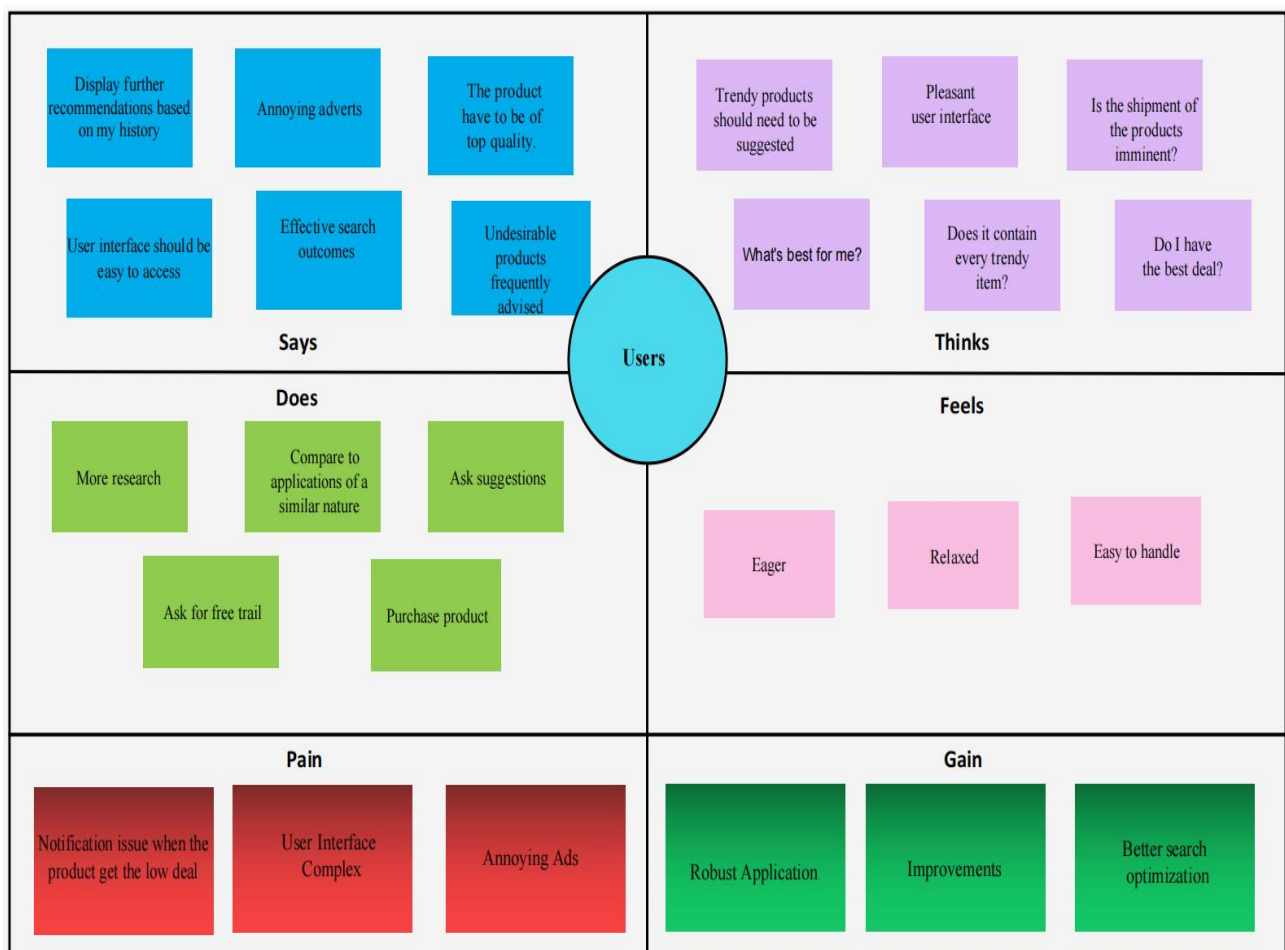 Display further
recommendations based
on my history
Annoying adverts
The product
have to be of
top quality.
User interface should be
easy to access
Effective search
outcomes
Undesirable
products
frequently
advised
Says
Trendy products
should need to be
suggested
Pleasant
user interface
Is the shipment of
the products
imminent?
What's best for me?
Does it contain
every trendy
item?
Do I have
the best deal?
Thinks
Users
Does
More research
Compare to
applications of a
similar nature
Ask suggestions
Ask for free trail
Purchase product
Feels
Eager
Relaxed
Easy to handle
Pain
Notification issue when the
product get the low deal
User Interface
Complex
Annoying Ads
Gain
Robust Application
Improvements
Better search
optimization